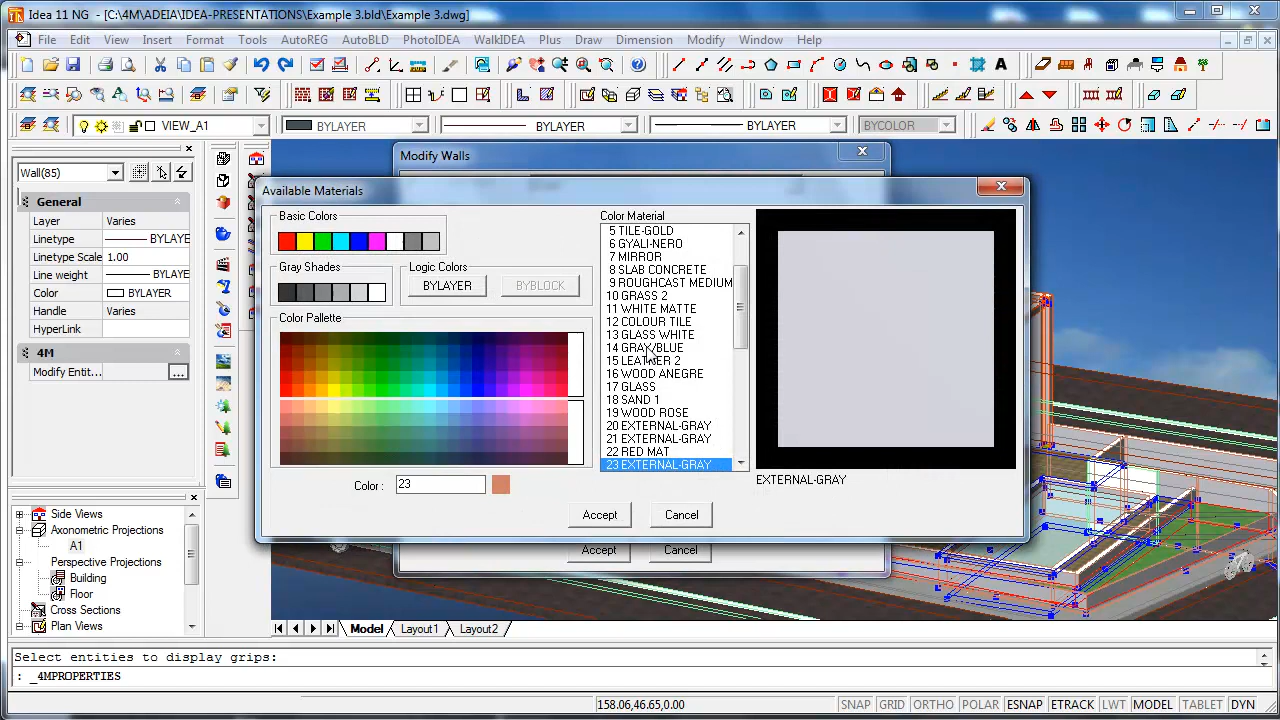 Idea 11 NG - [C:\4M\ADEIA\IDEA-PRESENTATIONS\Example 3.bld\Example 3.dwg]
File Edit View Insert Format Tools AutoREG AutoBLD PhotoIDEA WalkIDEA Plus Draw Dimension Modify Window Help
VIEW_A1 BYLAYER BYLAYER BYLAYER BYCOLOR
Wall(85)
General
Layer Varies
Linetype BYLAYE
Linetype Scale 1.00
Line weight BYLAYE
Color BYLAYER
Handle Varies
HyperLink
4M
Modify Entit... ...
Side Views
Axonometric Projections
A1
Perspective Projections
Building
Floor
Cross Sections
Plan Views
Modify Walls
Available Materials
Basic Colors
Gray Shades
Logic Colors
BYLAYER BYBLOCK
Color Palette
Color : 23
Color Material
5 TILE-GOLD
6 GYALI-NERO
7 MIRROR
8 SLAB CONCRETE
9 ROUGHCAST MEDIUM
10 GRASS 2
11 WHITE MATTE
12 COLOUR TILE
13 GLASS WHITE
14 GRAY/BLUE
15 LEATHER 2
16 WOOD ANEGRE
17 GLASS
18 SAND 1
19 WOOD ROSE
20 EXTERNAL-GRAY
21 EXTERNAL-GRAY
22 RED MAT
23 EXTERNAL-GRAY
EXTERNAL-GRAY
Accept Cancel
Accept Cancel
Model Layout1 Layout2
Select entities to display grips:
: _4MPROPERTIES
158.06,46.65,0.00 SNAP GRID ORTHO POLAR ESNAP ETRACK LWT MODEL TABLET DYN